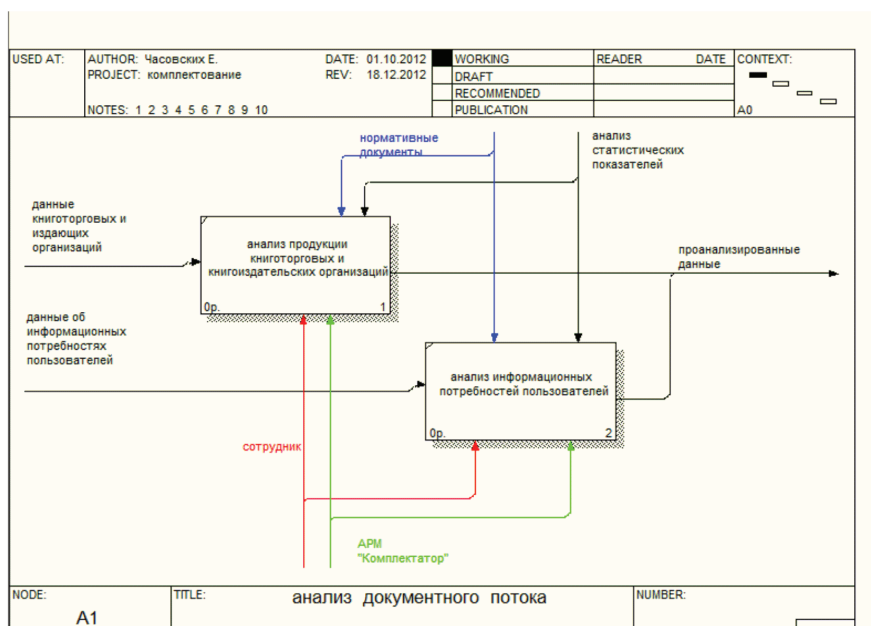 USED AT:
AUTHOR: Часовских Е.
DATE: 01.10.2012
WORKING
READER
DATE
CONTEXT:
PROJECT: комплектование
REV: 18.12.2012
DRAFT
RECOMMENDED
NOTES: 1 2 3 4 5 6 7 8 9 10
PUBLICATION
A0
нормативные
документы
анализ
статистических
показателей
данные
книготорговых и
издающих
организаций
анализ продукции
книготорговых и
книгоиздательских организаций
0р.
1
проанализированные
данные
данные об
информационных
потребностях
пользователей
анализ информационных
потребностей пользователей
0р.
2
сотрудник
АРМ
"Комплектатор"
NODE:
A1
TITLE:
анализ документного потока
NUMBER: